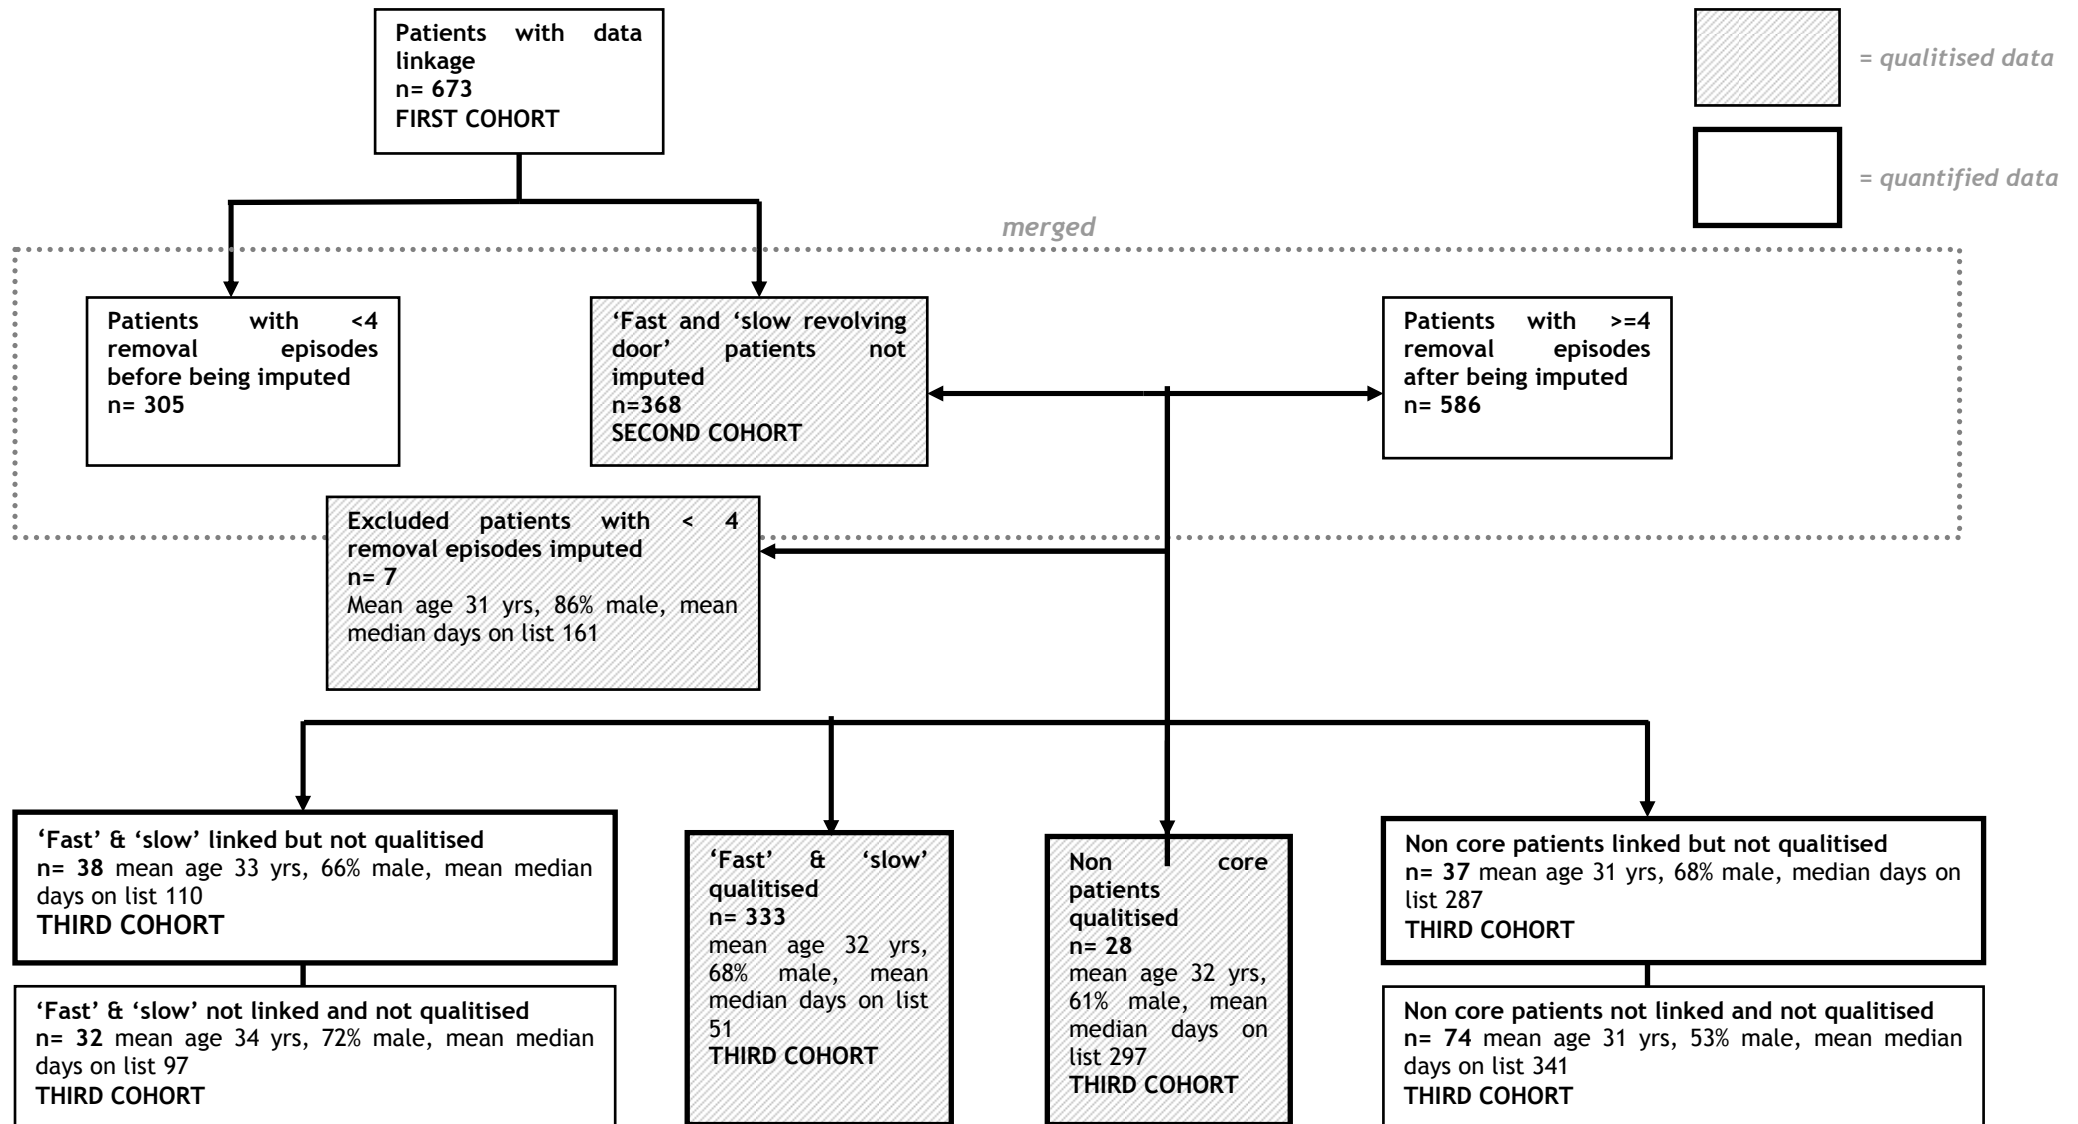 Patients with data
linkage
n= 673
FIRST COHORT
= qualitised data
= quantified data
merged
Patients with <4
removal episodes
before being imputed
n= 305
‘Fast and ‘slow revolving
door’ patients not
imputed
n=368
SECOND COHORT
Patients with >=4
removal episodes
after being imputed
n= 586
Excluded patients with < 4
removal episodes imputed
n= 7
Mean age 31 yrs, 86% male, mean
median days on list 161
‘Fast’ & ‘slow’ linked but not qualitised
n= 38 mean age 33 yrs, 66% male, mean median
days on list 110
THIRD COHORT
‘Fast’ & ‘slow’ not linked and not qualitised
n= 32 mean age 34 yrs, 72% male, mean median
days on list 97
THIRD COHORT
‘Fast’ & ‘slow’
qualitised
n= 333
mean age 32 yrs,
68% male, mean
median days on list
51
THIRD COHORT
Non core
patients
qualitised
n= 28
mean age 32 yrs,
61% male, mean
median days on
list 297
THIRD COHORT
Non core patients linked but not qualitised
n= 37 mean age 31 yrs, 68% male, median days on
list 287
THIRD COHORT
Non core patients not linked and not qualitised
n= 74 mean age 31 yrs, 53% male, mean median
days on list 341
THIRD COHORT